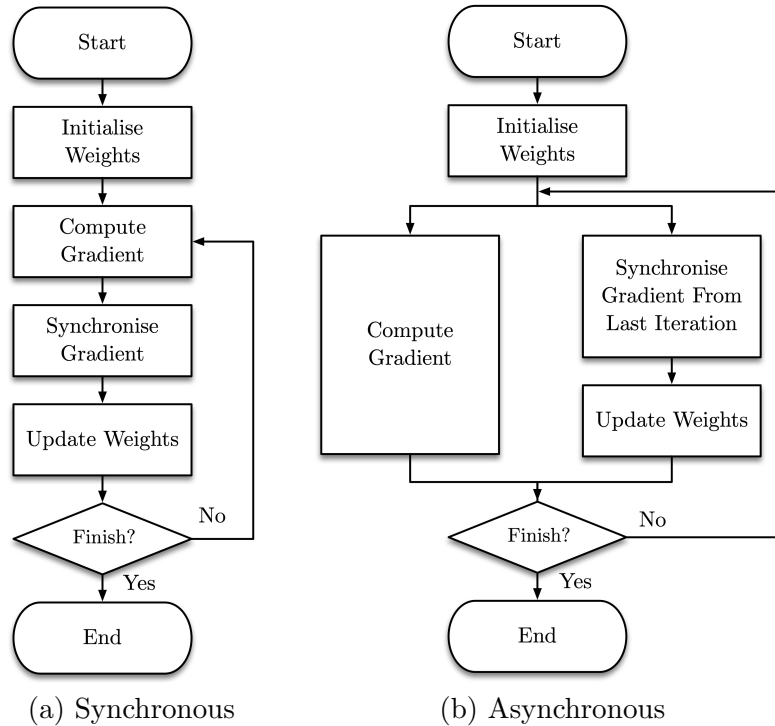 Start
Initialise
Weights
Compute
Gradient
Synchronise
Gradient
Update Weights
Finish?
No
Yes
End
(a) Synchronous
Start
Initialise
Weights
Compute
Gradient
Synchronise
Gradient From
Last Iteration
Update Weights
Finish?
No
Yes
End
(b) Asynchronous